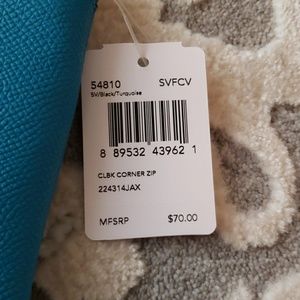 54810 SVFCV
SV/Black/Turquoise
8 89532 43962 1
CLBK CORNER ZIP
224314JAX
MFSRP $70.00